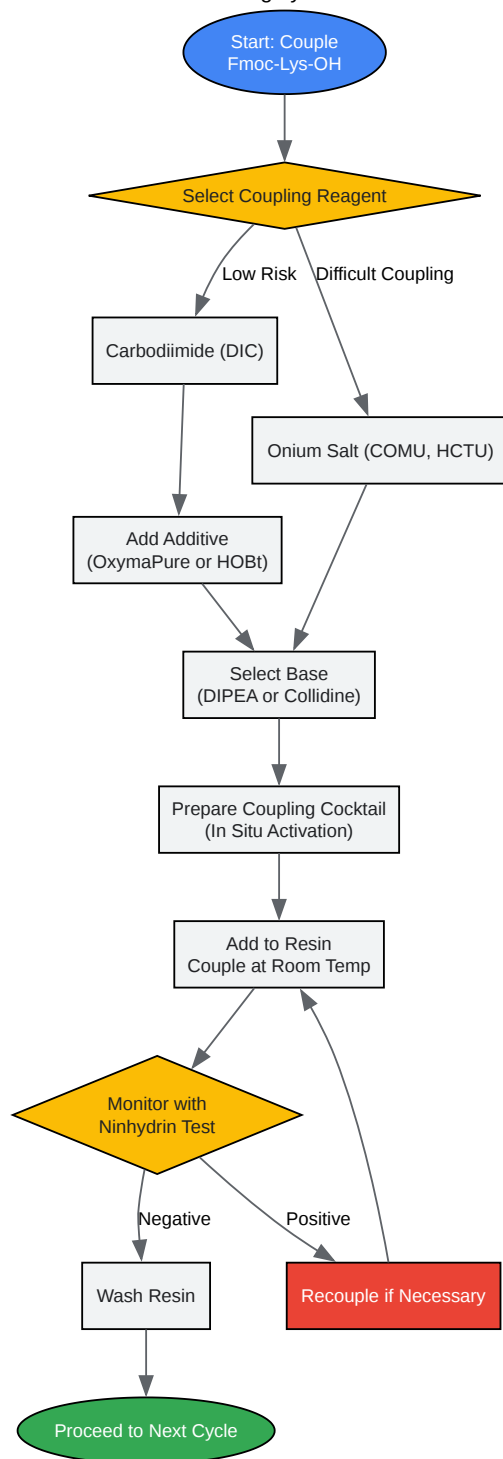 Start: Couple
Fmoc-Lys-OH
Select Coupling Reagent
Low Risk
Difficult Coupling
Carbodiimide (DIC)
Onium Salt (COMU, HCTU)
Add Additive
(OxymaPure or HOBt)
Select Base
(DIPEA or Collidine)
Prepare Coupling Cocktail
(In Situ Activation)
Add to Resin
Couple at Room Temp
Monitor with
Ninhydrin Test
Negative
Positive
Wash Resin
Recouple if Necessary
Proceed to Next Cycle